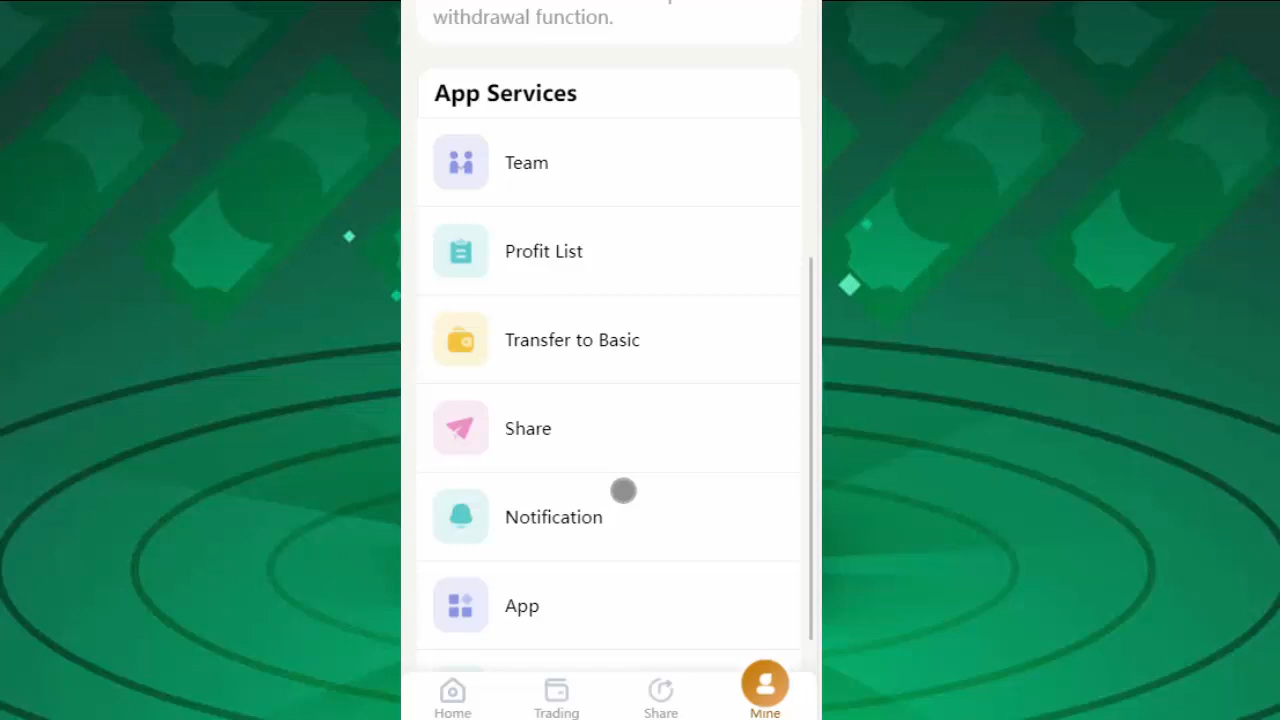 withdrawal function.
App Services
Team
Profit List
Transfer to Basic
Share
Notification
App
Home
Trading
Share
Mine